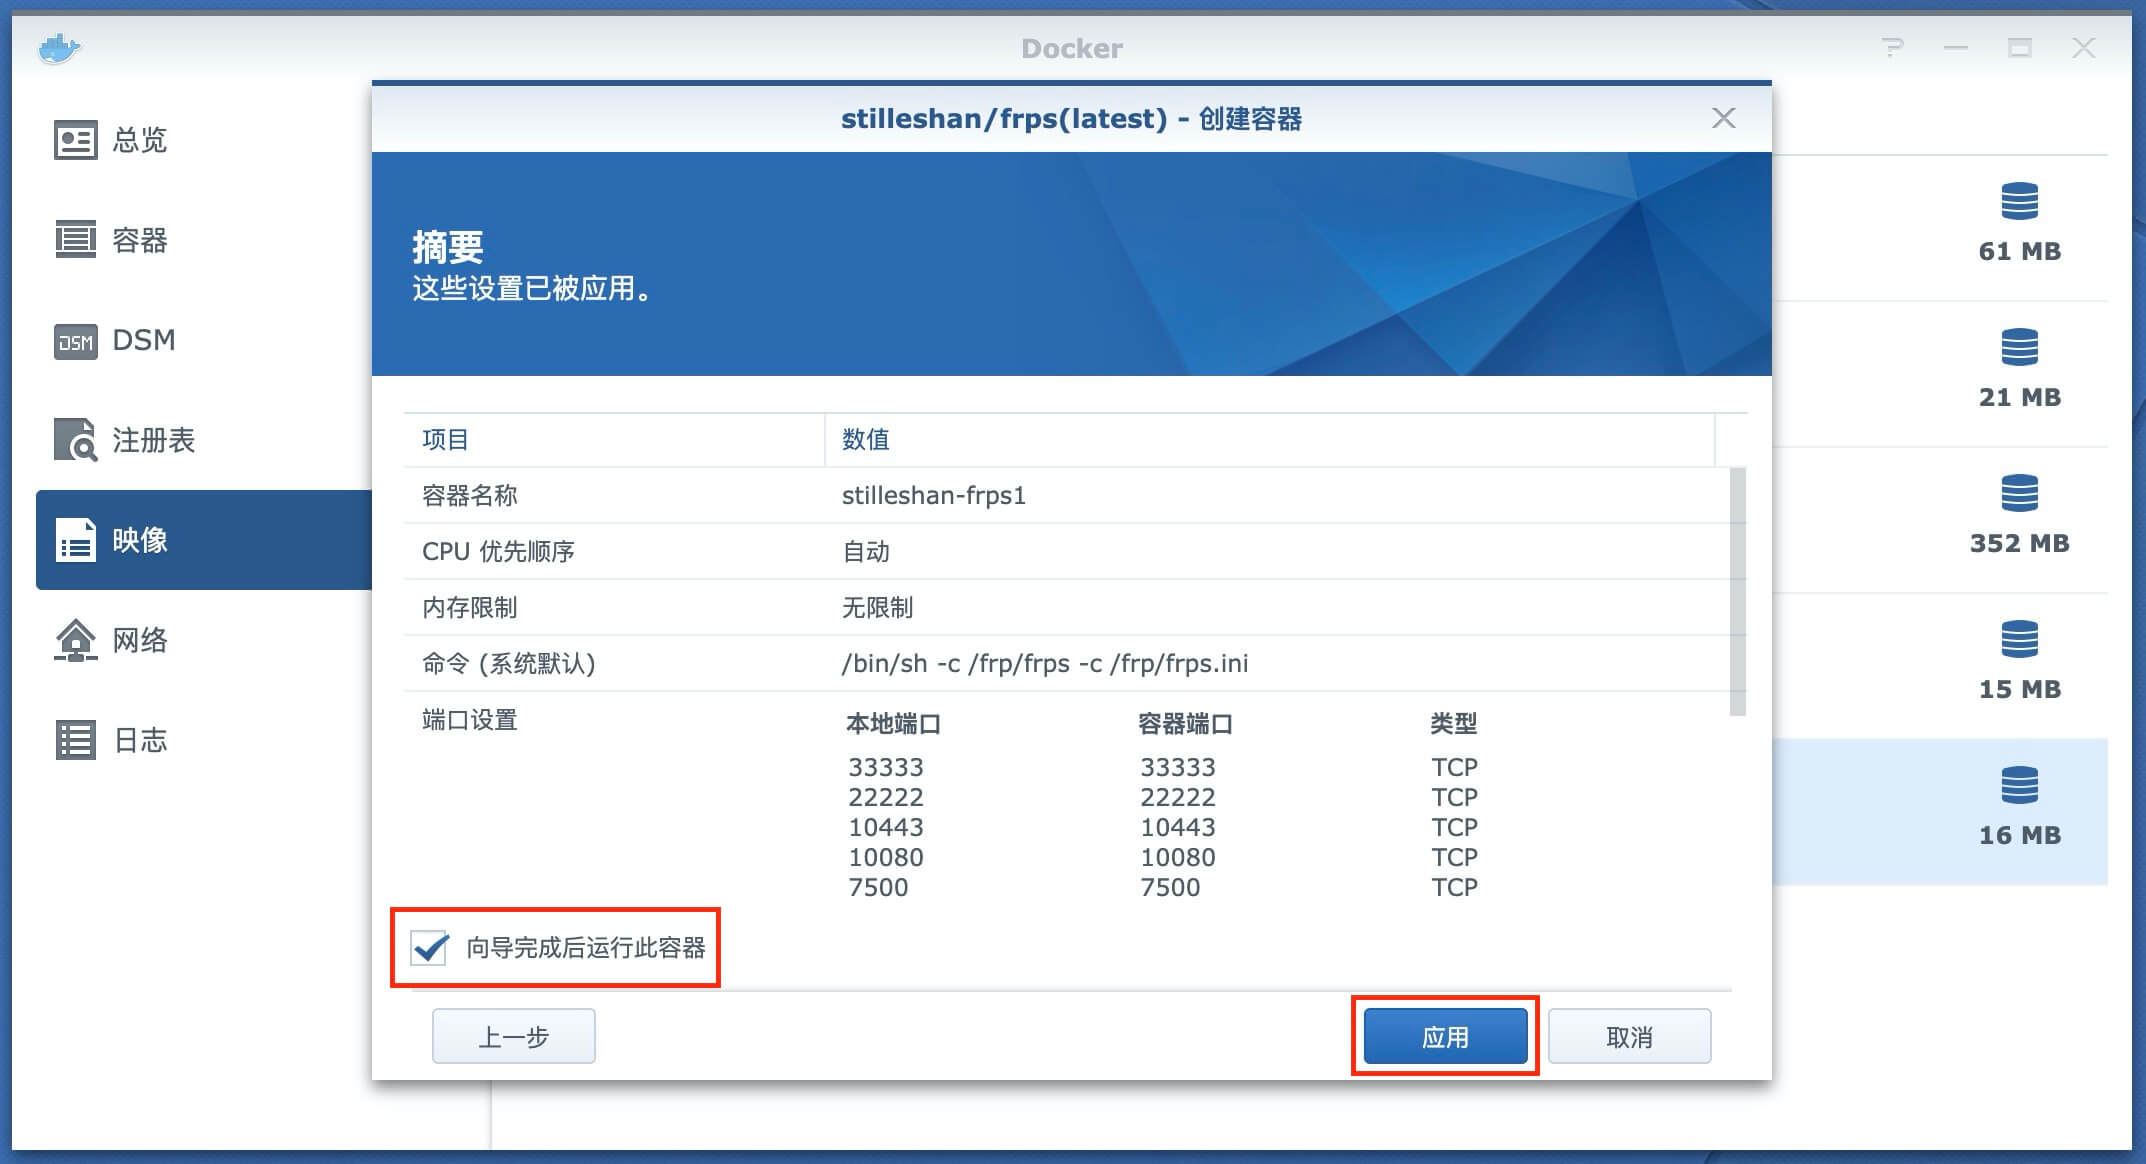 Docker
总览
容器
DSM
DSM
注册表
映像
网络
日志
stilleshan/frps(latest) - 创建容器
摘要
这些设置已被应用。
项目 数值
容器名称 stilleshan-frps1
CPU 优先顺序 自动
内存限制 无限制
命令 (系统默认) /bin/sh -c /frp/frps -c /frp/frps.ini
端口设置 本地端口 容器端口 类型
33333 33333 TCP
22222 22222 TCP
10443 10443 TCP
10080 10080 TCP
7500 7500 TCP
向导完成后运行此容器
上一步 应用 取消
61 MB
21 MB
352 MB
15 MB
16 MB